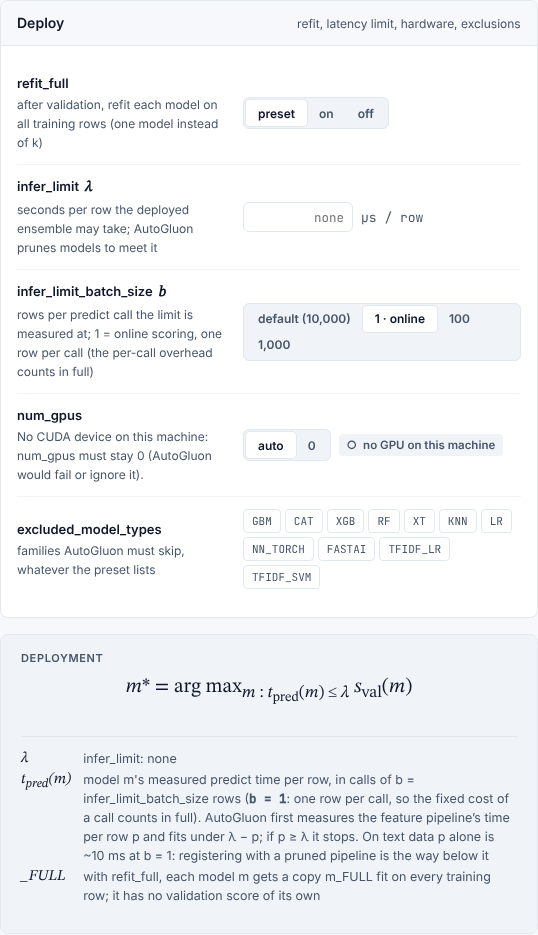 Deploy
refit, latency limit, hardware, exclusions
refit_full
after validation, refit each model on
all training rows (one model instead
of k)
preset on off
infer_limit λ
seconds per row the deployed
ensemble may take; AutoGluon
prunes models to meet it
none µs / row
infer_limit_batch_size b
rows per predict call the limit is
measured at; 1 = online scoring, one
row per call (the per-call overhead
counts in full)
default (10,000) 1 · online 100
1,000
num_gpus
No CUDA device on this machine:
num_gpus must stay 0 (AutoGluon
would fail or ignore it).
auto 0 no GPU on this machine
excluded_model_types
families AutoGluon must skip,
whatever the preset lists
GBM CAT XGB RF XT KNN LR
NN_TORCH FASTAI TFIDF_LR
TFIDF_SVM
DEPLOYMENT
m* = arg max_{m : t_pred(m) ≤ λ} s_val(m)
λ infer_limit: none
t_pred(m) model m's measured predict time per row, in calls of b =
infer_limit_batch_size rows (b = 1: one row per call, so the fixed cost of
a call counts in full). AutoGluon first measures the feature pipeline's time
per row p and fits under λ − p; if p ≥ λ it stops. On text data p alone is
~10 ms at b = 1: registering with a pruned pipeline is the way below it
_FULL with refit_full, each model m gets a copy m_FULL fit on every training
row; it has no validation score of its own